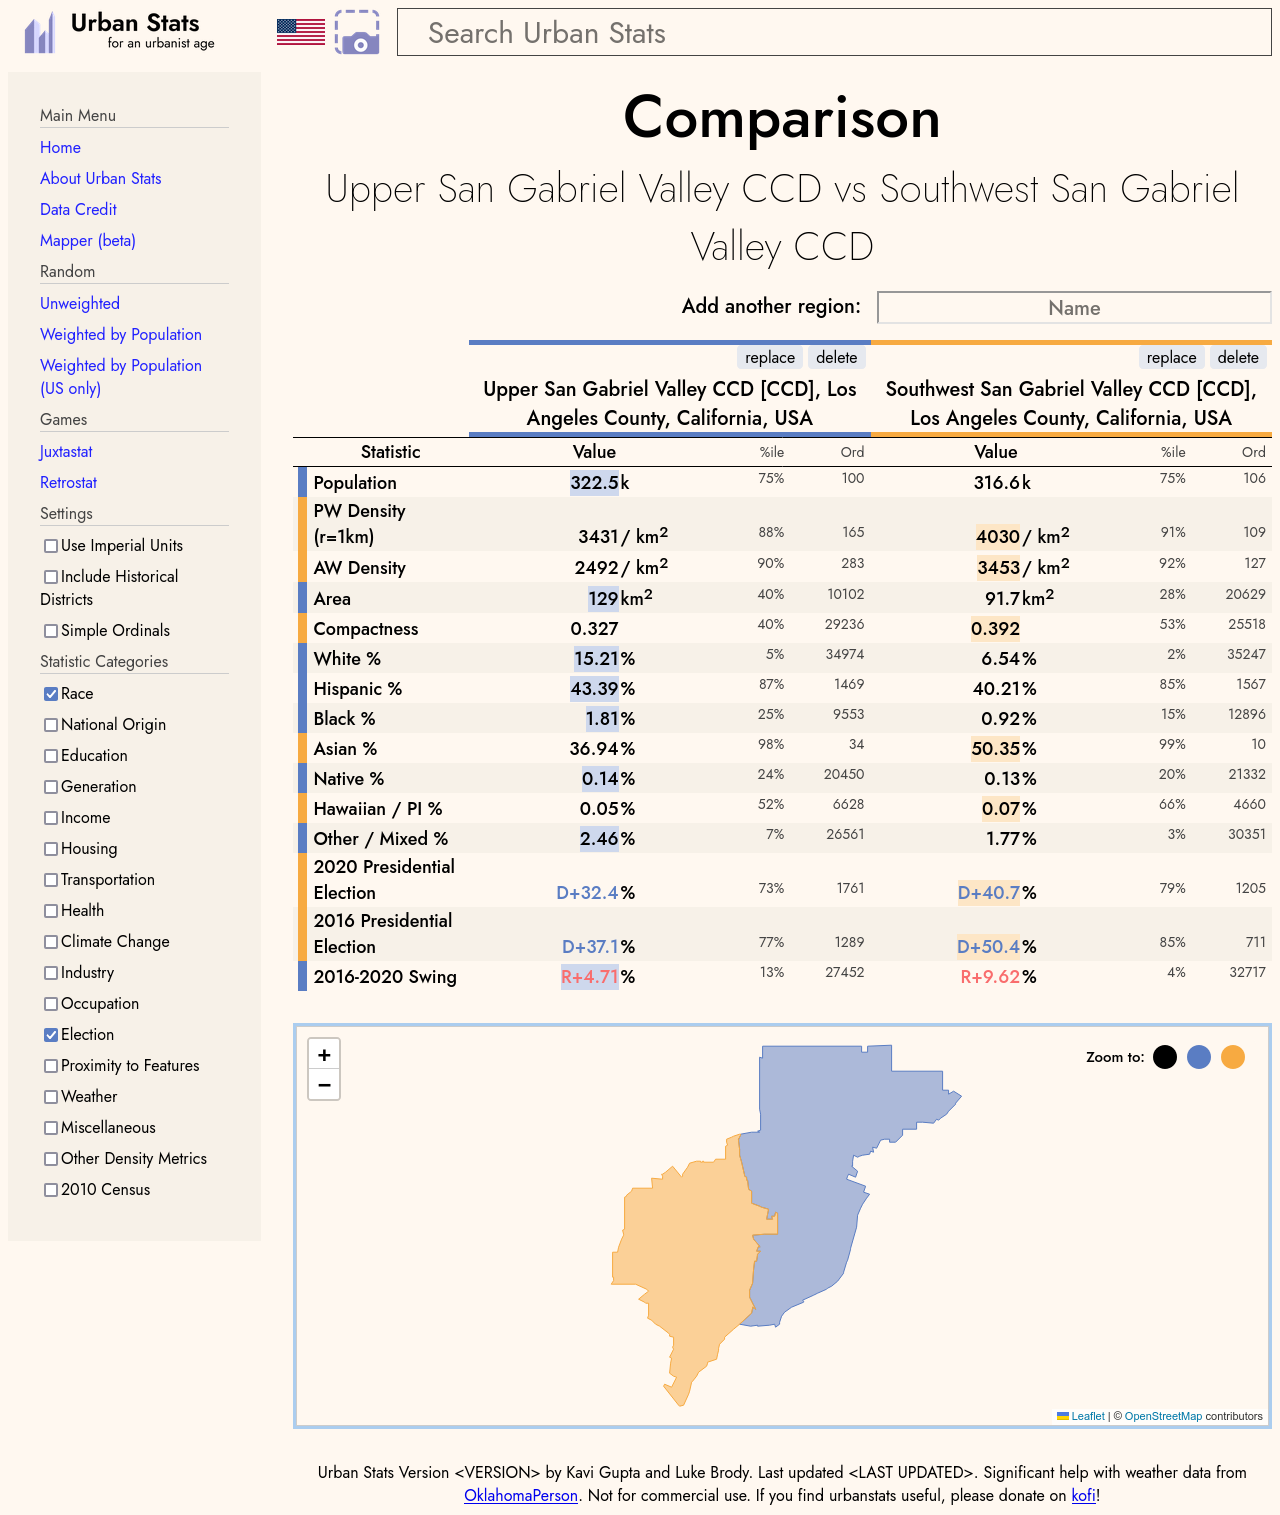 Urban Stats
for an urbanist age
Search Urban Stats
Main Menu
Home
About Urban Stats
Data Credit
Mapper (beta)
Random
Unweighted
Weighted by Population
Weighted by Population
(US only)
Games
Juxtastat
Retrostat
Settings
Use Imperial Units
Include Historical
Districts
Simple Ordinals
Statistic Categories
Race
National Origin
Education
Generation
Income
Housing
Transportation
Health
Climate Change
Industry
Occupation
Election
Proximity to Features
Weather
Miscellaneous
Other Density Metrics
2010 Census
Comparison
Upper San Gabriel Valley CCD vs Southwest San Gabriel
Valley CCD
Add another region: Name
replace delete replace delete
Upper San Gabriel Valley CCD [CCD], Los
Angeles County, California, USA
Southwest San Gabriel Valley CCD [CCD],
Los Angeles County, California, USA
Statistic Value %ile Ord Value %ile Ord
Population 322.5k 75% 100 316.6k 75% 106
PW Density
(r=1km) 3431/ km² 88% 165 4030/ km² 91% 109
AW Density 2492/ km² 90% 283 3453/ km² 92% 127
Area 129km² 40% 10102 91.7km² 28% 20629
Compactness 0.327 40% 29236 0.392 53% 25518
White % 15.21% 5% 34974 6.54% 2% 35247
Hispanic % 43.39% 87% 1469 40.21% 85% 1567
Black % 1.81% 25% 9553 0.92% 15% 12896
Asian % 36.94% 98% 34 50.35% 99% 10
Native % 0.14% 24% 20450 0.13% 20% 21332
Hawaiian / PI % 0.05% 52% 6628 0.07% 66% 4660
Other / Mixed % 2.46% 7% 26561 1.77% 3% 30351
2020 Presidential
Election D+32.4% 73% 1761 D+40.7% 79% 1205
2016 Presidential
Election D+37.1% 77% 1289 D+50.4% 85% 711
2016-2020 Swing R+4.71% 13% 27452 R+9.62% 4% 32717
+
−
Zoom to:
Leaflet | © OpenStreetMap contributors
Urban Stats Version <VERSION> by Kavi Gupta and Luke Brody. Last updated <LAST UPDATED>. Significant help with weather data from
OklahomaPerson. Not for commercial use. If you find urbanstats useful, please donate on kofi!